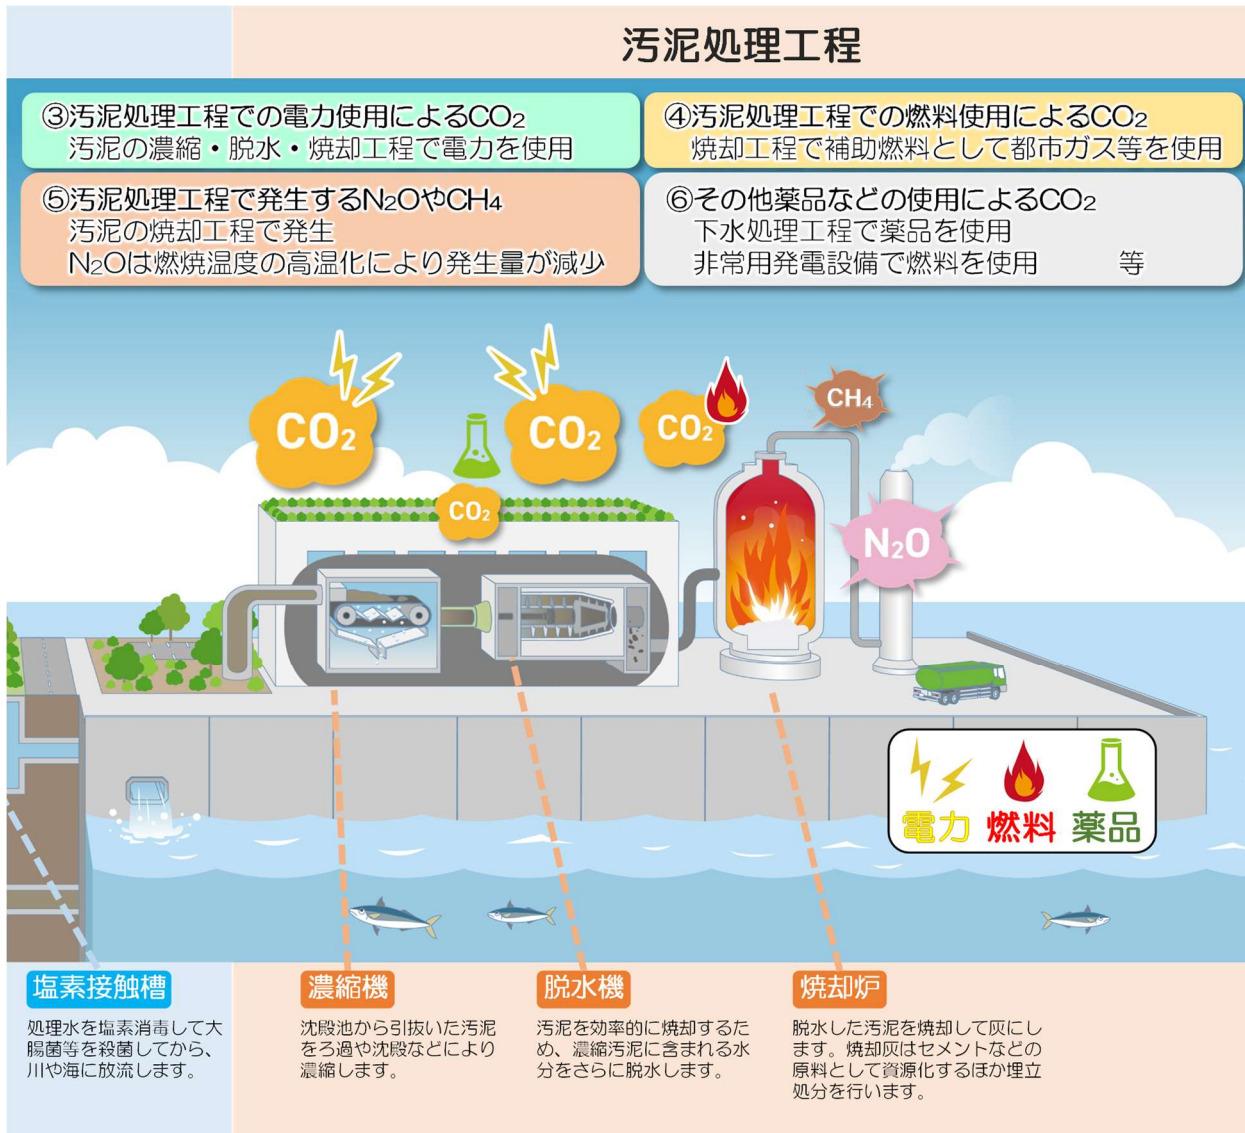 汚泥処理工程
③汚泥処理工程での電力使用によるCO₂
汚泥の濃縮・脱水・焼却工程で電力を使用
④汚泥処理工程での燃料使用によるCO₂
焼却工程で補助燃料として都市ガス等を使用
⑤汚泥処理工程で発生するN₂OやCH₄
汚泥の焼却工程で発生
N₂Oは燃焼温度の高温化により発生量が減少
⑥その他薬品などの使用によるCO₂
下水処理工程で薬品を使用
非常用発電設備で燃料を使用　　　等
CO₂
CO₂
CO₂
CH₄
CO₂
N₂O
電力 燃料 薬品
塩素接触槽
処理水を塩素消毒して大
腸菌等を殺菌してから、
川や海に放流します。
濃縮機
沈殿池から引抜いた汚泥
をろ過や沈殿などにより
濃縮します。
脱水機
汚泥を効率的に焼却するた
め、濃縮汚泥に含まれる水
分をさらに脱水します。
焼却炉
脱水した汚泥を焼却して灰にし
ます。焼却灰はセメントなどの
原料として資源化するほか埋立
処分を行います。